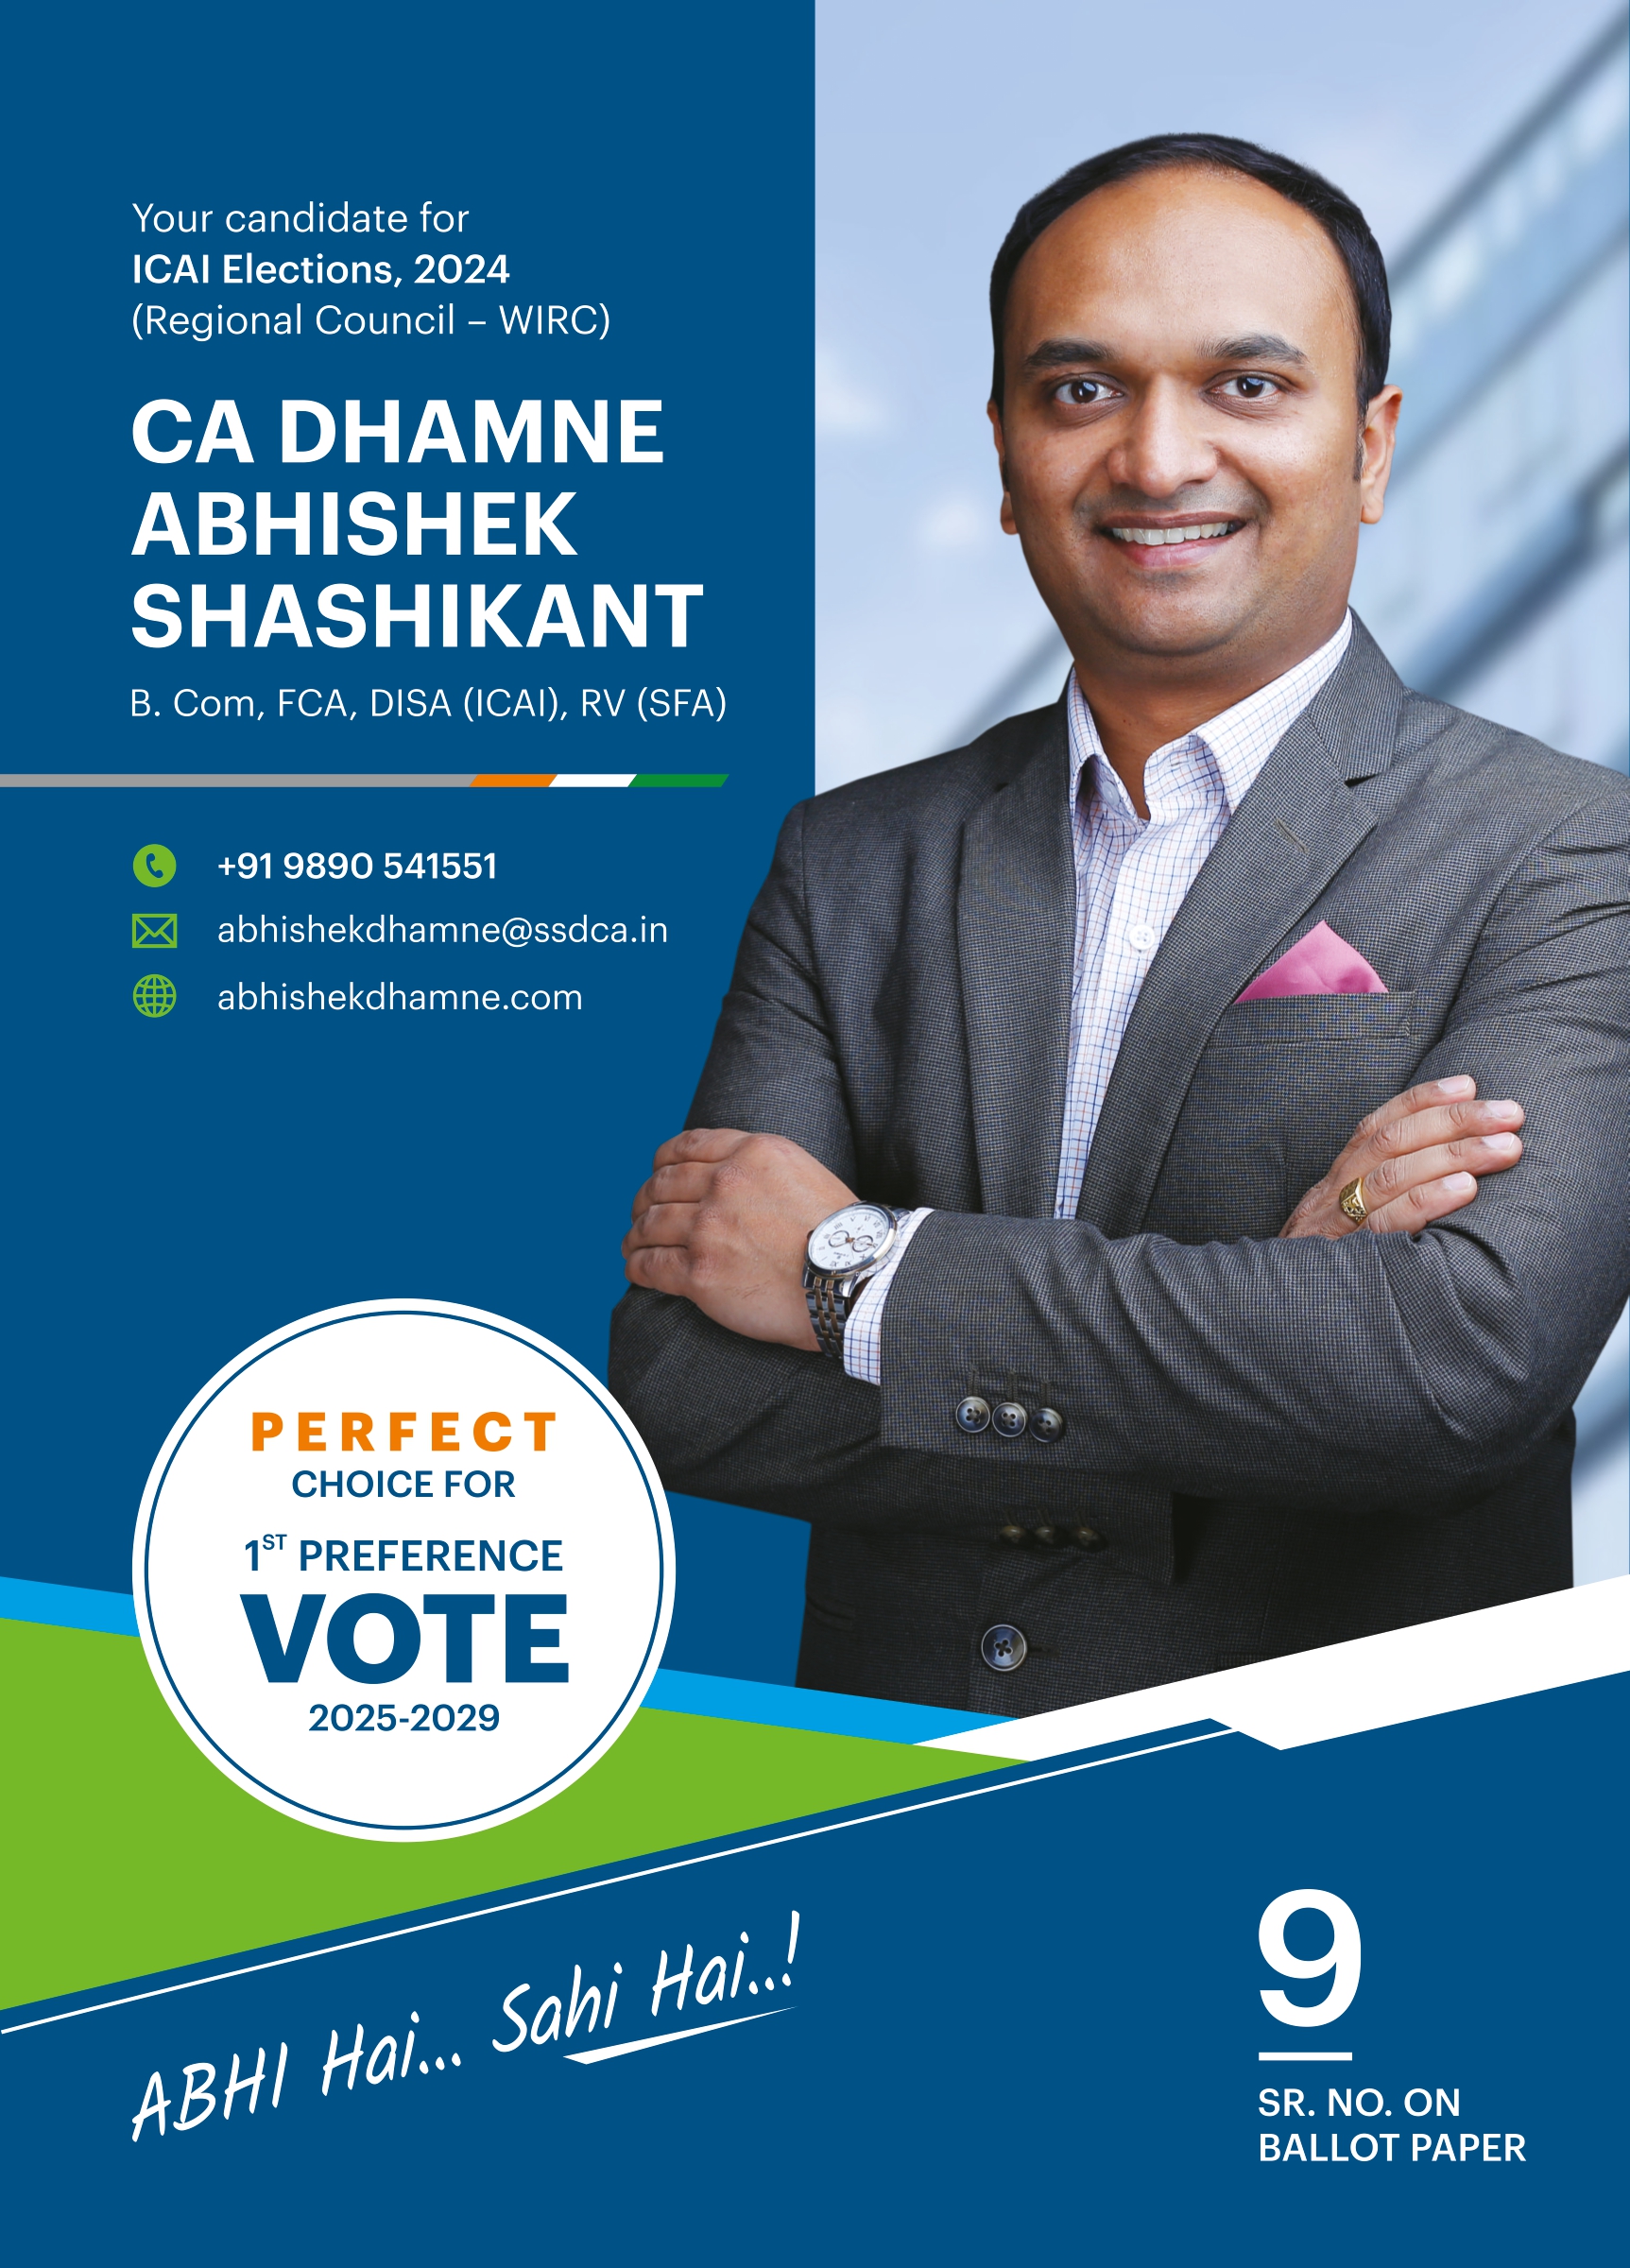 Your candidate for
ICAI Elections, 2024
(Regional Council – WIRC)
CA DHAMNE
ABHISHEK
SHASHIKANT
B. Com, FCA, DISA (ICAI), RV (SFA)
+91 9890 541551
abhishekdhamne@ssdca.in
abhishekdhamne.com
PERFECT
CHOICE FOR
1ST PREFERENCE
VOTE
2025-2029
ABHI Hai... Sahi Hai..!
9
SR. NO. ON
BALLOT PAPER